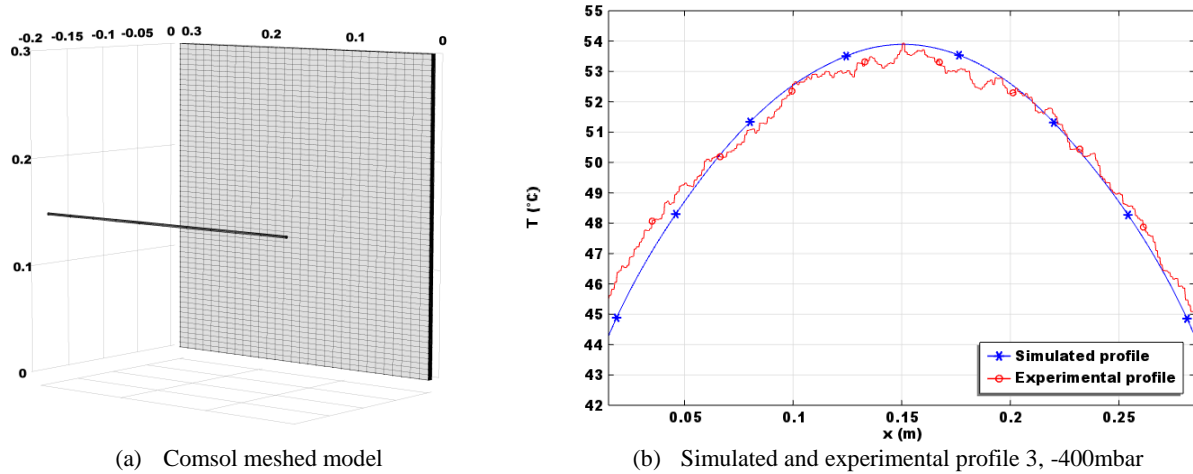 -0.2 -0.15 -0.1 -0.05 0 0.3 0.2 0.1 0
0.3
0.2
0.1
0
55
54
53
52
51
50
49
48
47
46
45
44
43
42
T (°C)
0.05 0.1 0.15 0.2 0.25
x (m)
Simulated profile
Experimental profile
(a) Comsol meshed model
(b) Simulated and experimental profile 3, -400mbar